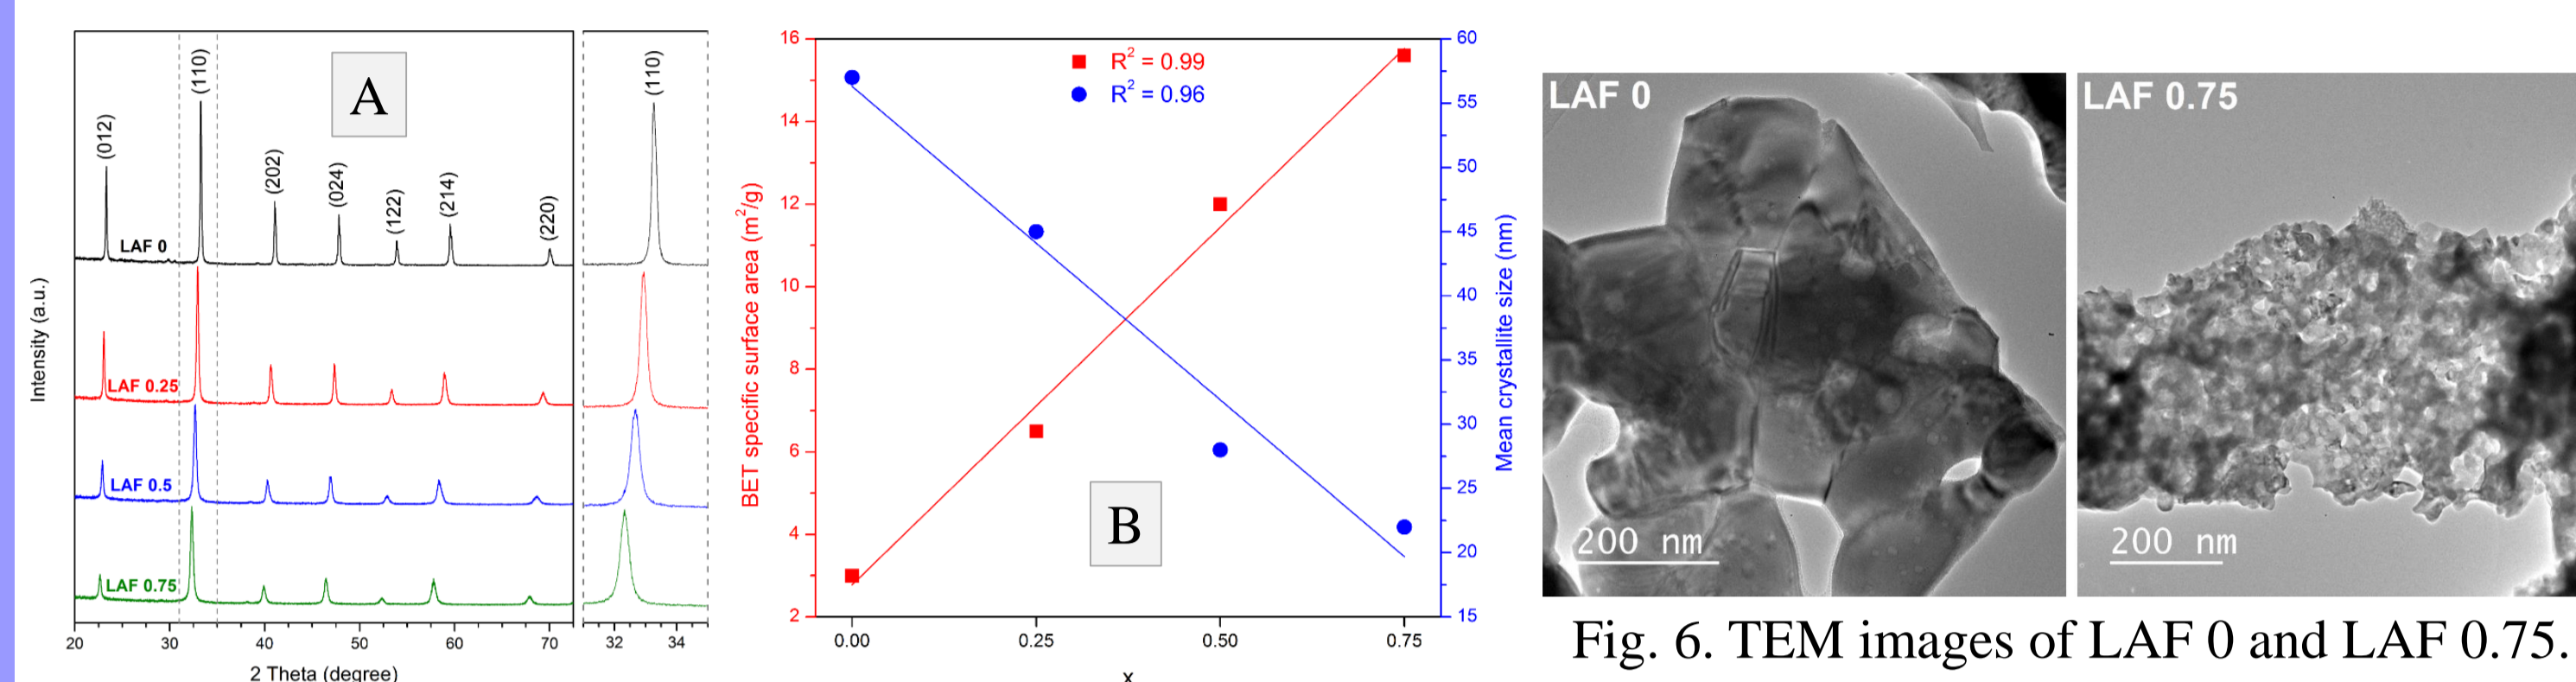 A
(012)
(110)
(202)
(024)
(122)
(214)
(220)
(110)
LAF 0
LAF 0.25
LAF 0.5
LAF 0.75
Intensity (a.u.)
20 30 40 50 60 70 32 34
2 Theta (degree)
R² = 0.99
R² = 0.96
B
BET specific surface area (m²/g)
16
14
12
10
8
6
4
2
Mean crystallite size (nm)
60
55
50
45
40
35
30
25
20
15
0.00 0.25 0.50 0.75
x
LAF 0
200 nm
LAF 0.75
200 nm
Fig. 6. TEM images of LAF 0 and LAF 0.75.